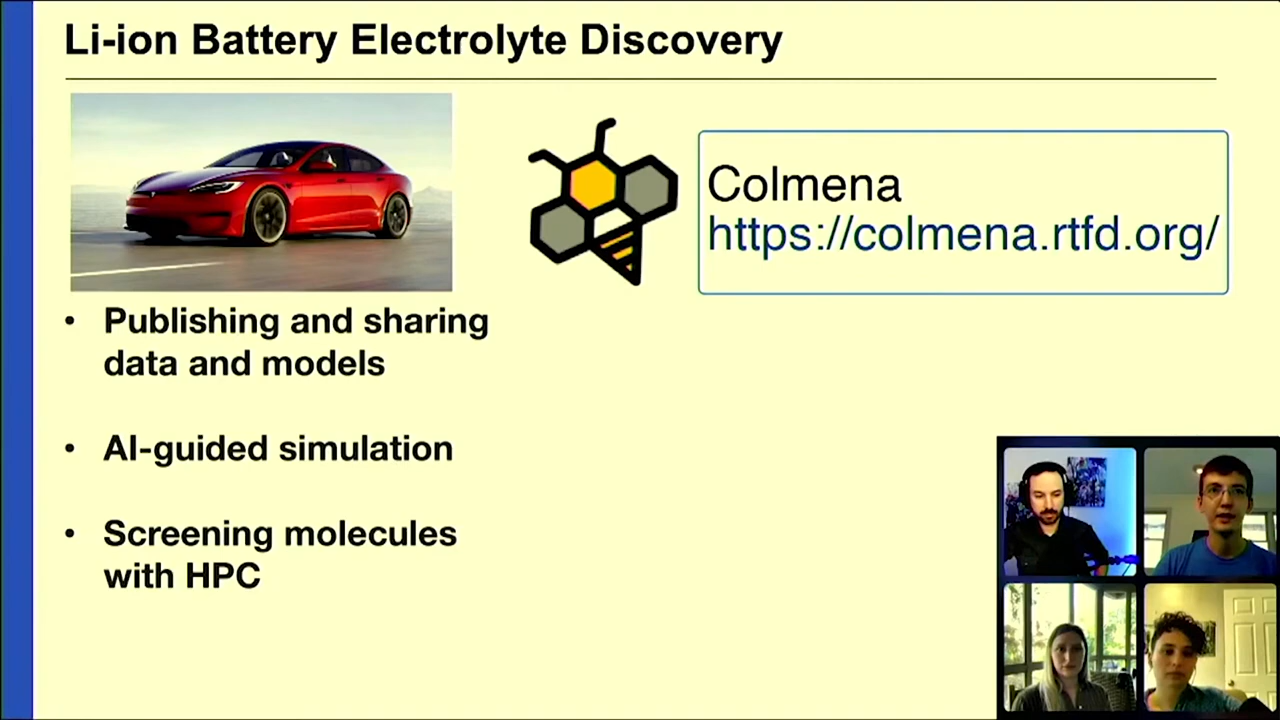 Li-ion Battery Electrolyte Discovery
Colmena
https://colmena.rtfd.org/
• Publishing and sharing
data and models
• AI-guided simulation
• Screening molecules
with HPC